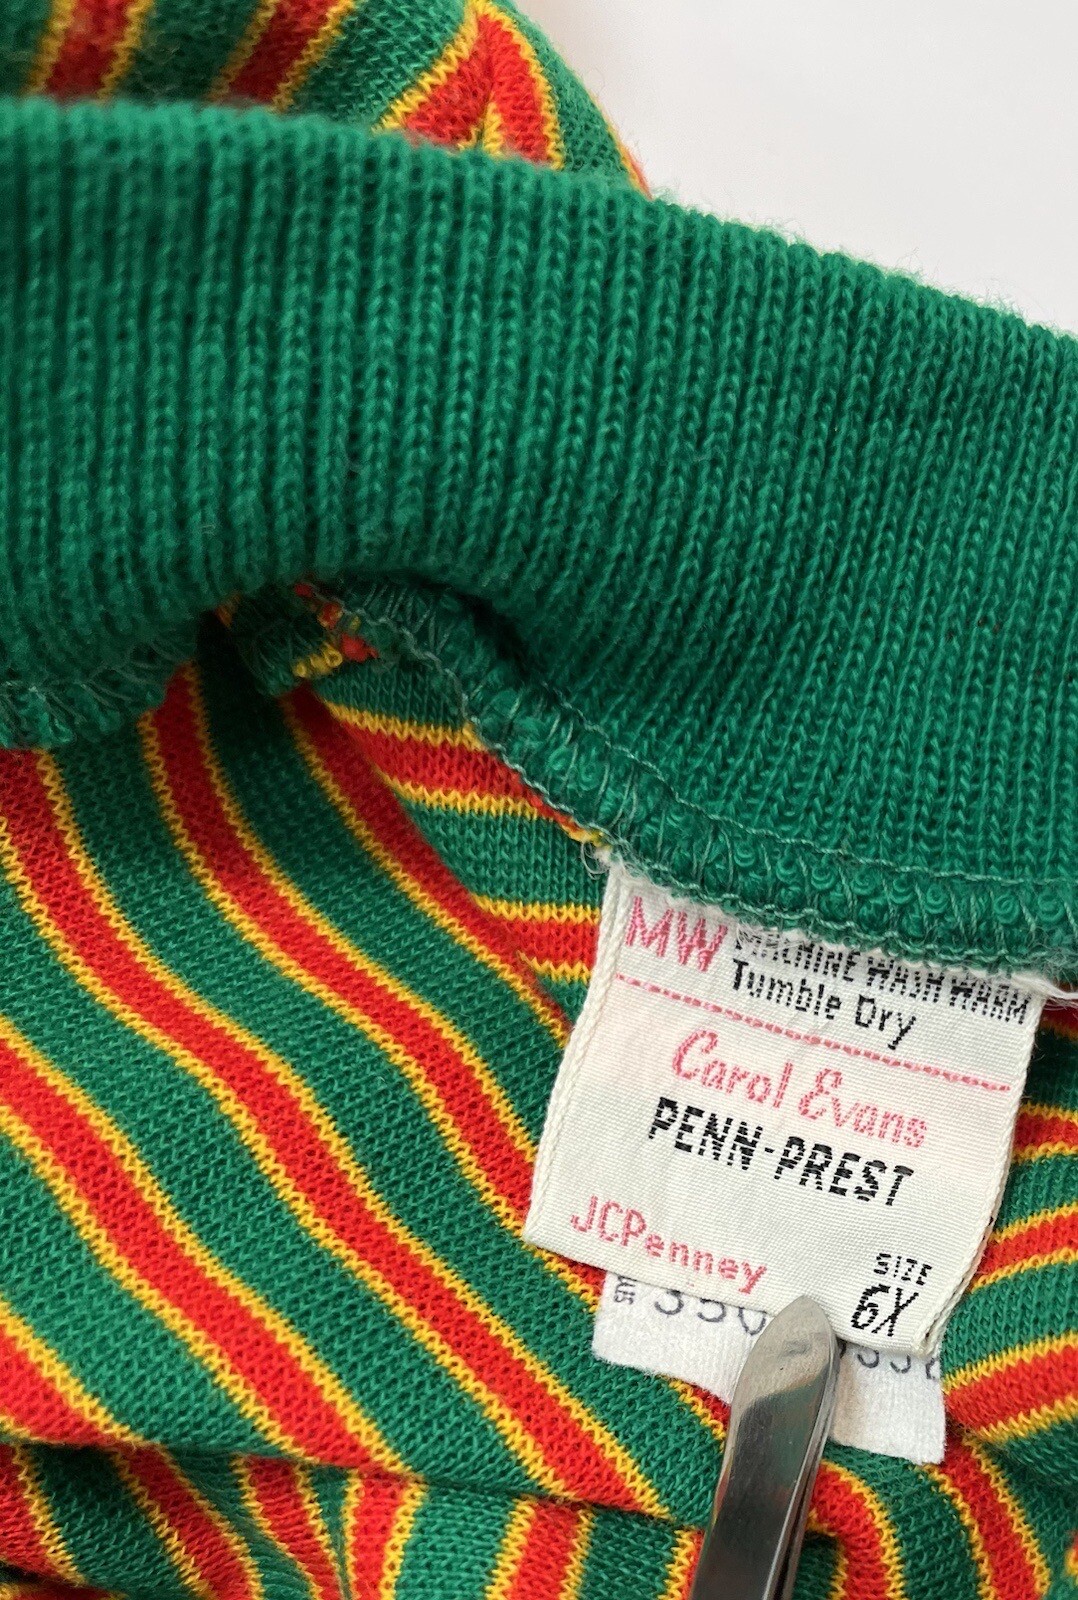 MW MACHINE WASH WARM
Tumble Dry
Carol Evans
PENN-PREST
JCPenney
SIZE
6X